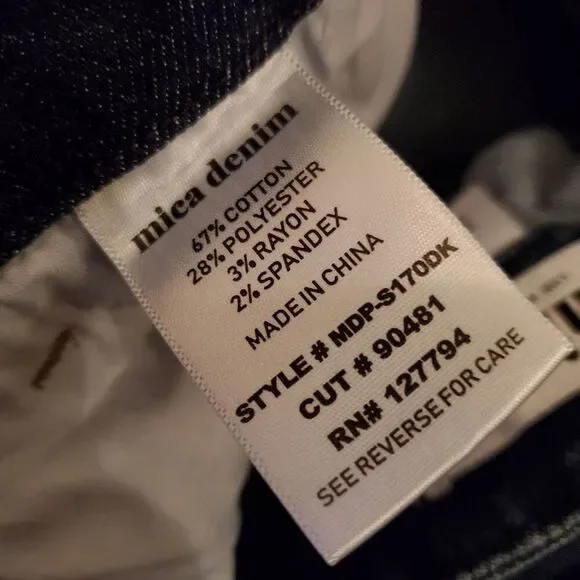 mica denim
67% COTTON
28% POLYESTER
3% RAYON
2% SPANDEX
MADE IN CHINA
STYLE # MDP-S170DK
CUT # 90481
RN# 127794
SEE REVERSE FOR CARE